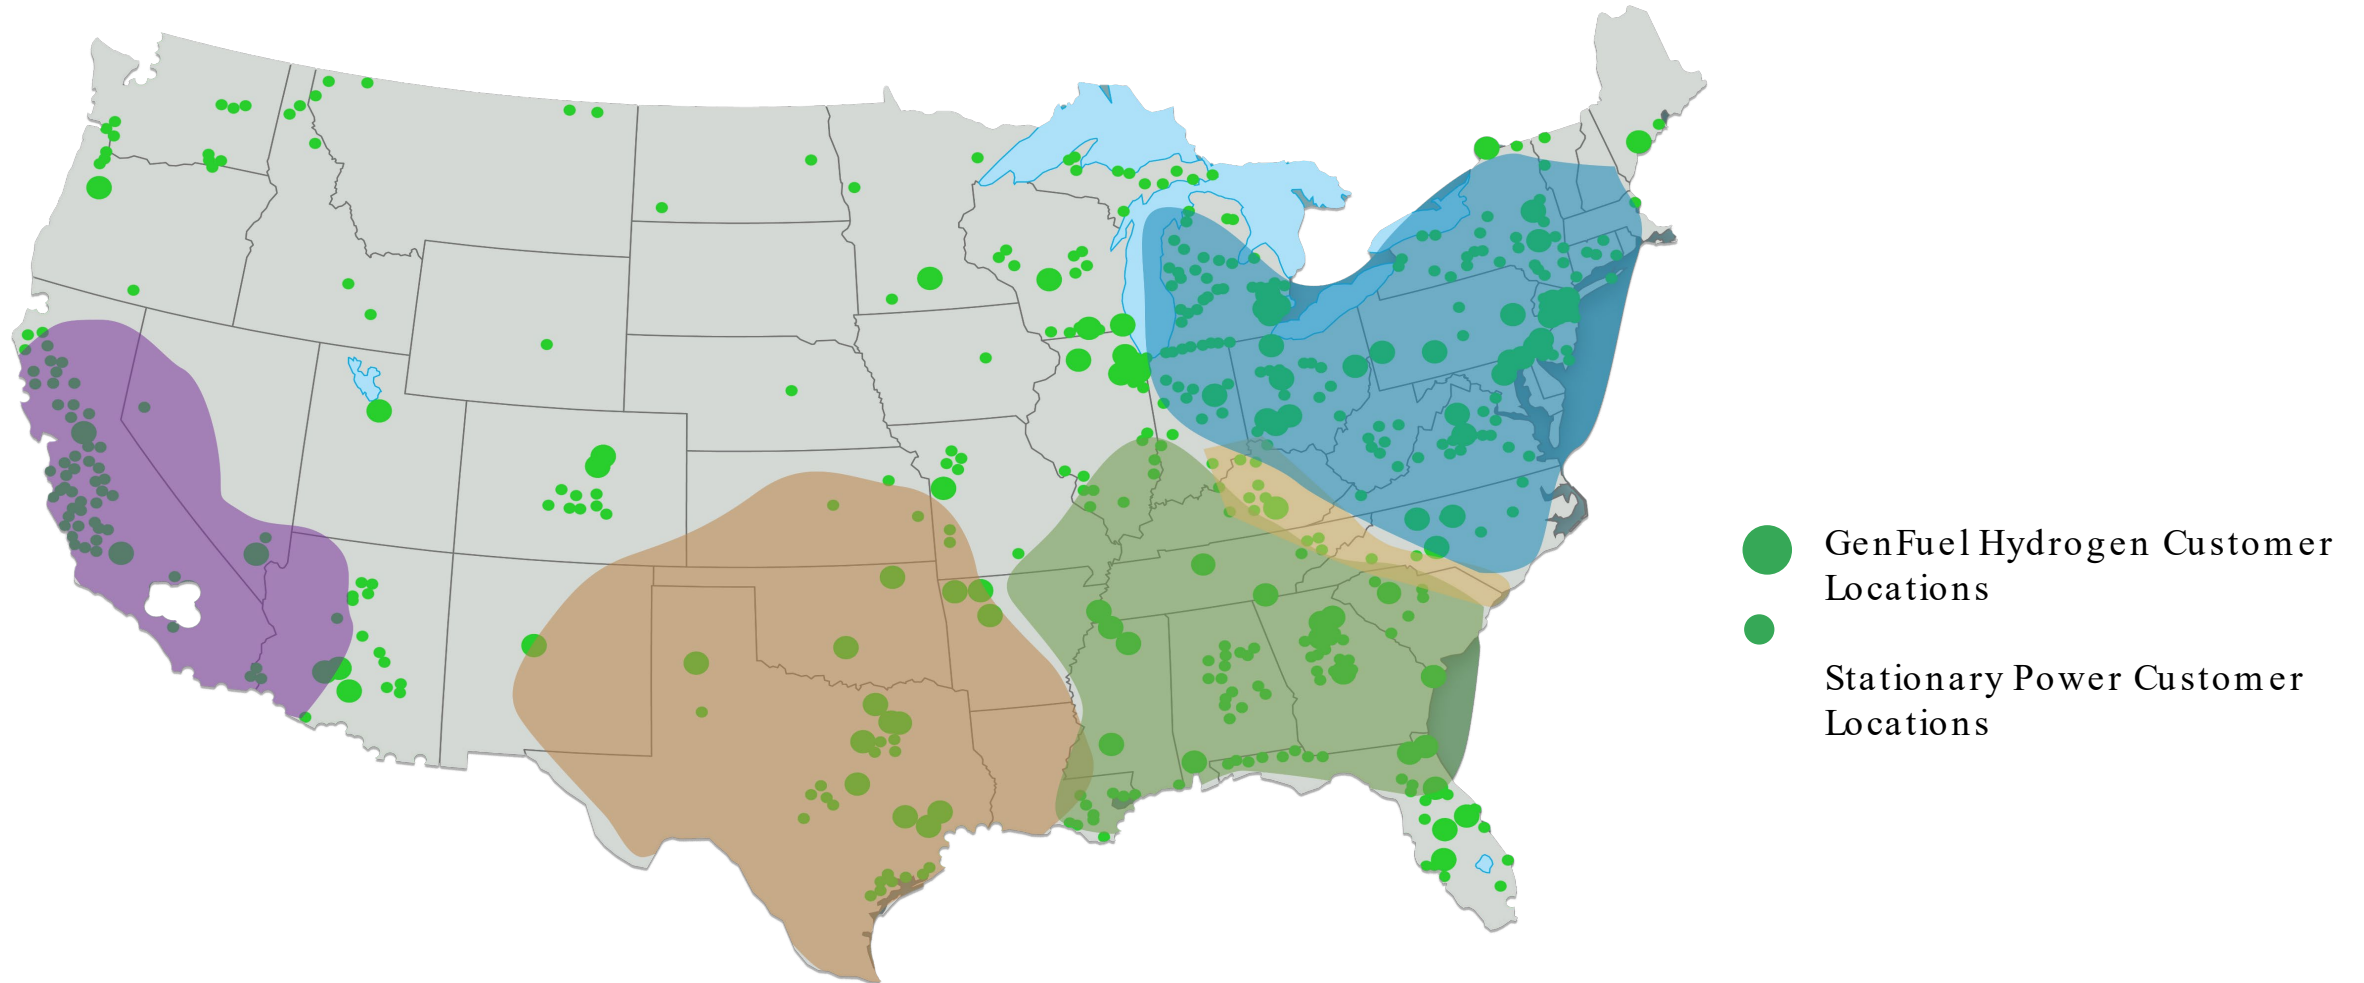 GenFuel Hydrogen Customer
Locations
Stationary Power Customer
Locations